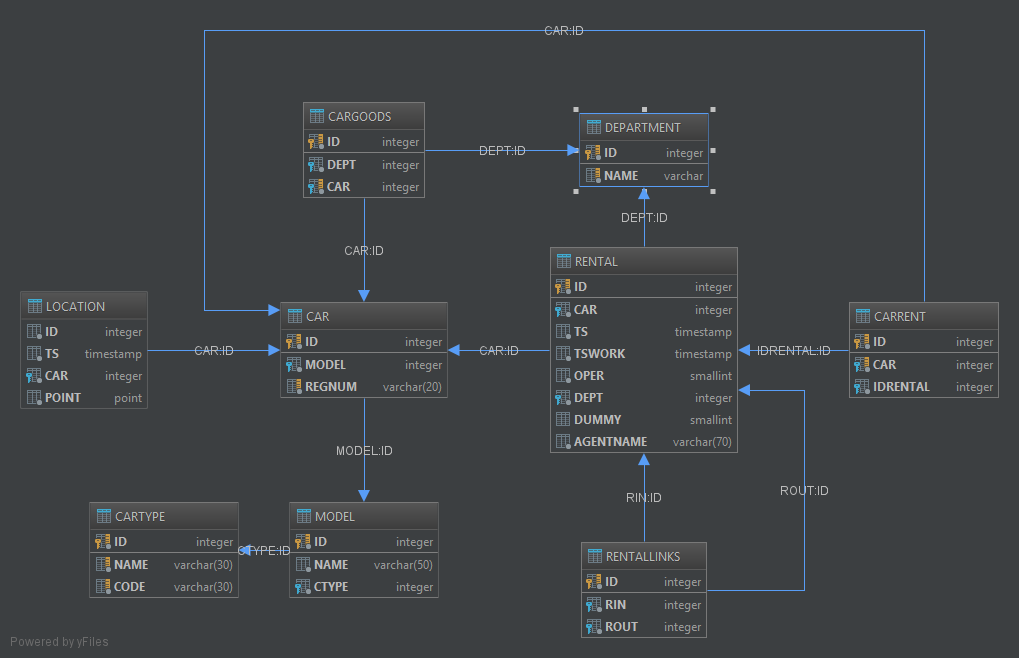 CAR:ID
CARGOODS
ID integer
DEPT integer
CAR integer
DEPT:ID
DEPARTMENT
ID integer
NAME varchar
CAR:ID
DEPT:ID
LOCATION
ID integer
TS timestamp
CAR integer
POINT point
CAR:ID
CAR
ID integer
MODEL integer
REGNUM varchar(20)
CAR:ID
RENTAL
ID integer
CAR integer
TS timestamp
TSWORK timestamp
OPER smallint
DEPT integer
DUMMY smallint
AGENTNAME varchar(70)
IDRENTAL:ID
CARRENT
ID integer
CAR integer
IDRENTAL integer
MODEL:ID
RIN:ID
ROUT:ID
CARTYPE
ID integer
NAME varchar(30)
CODE varchar(30)
CTYPE:ID
MODEL
ID integer
NAME varchar(50)
CTYPE integer
RENTALLINKS
ID integer
RIN integer
ROUT integer
Powered by yFiles